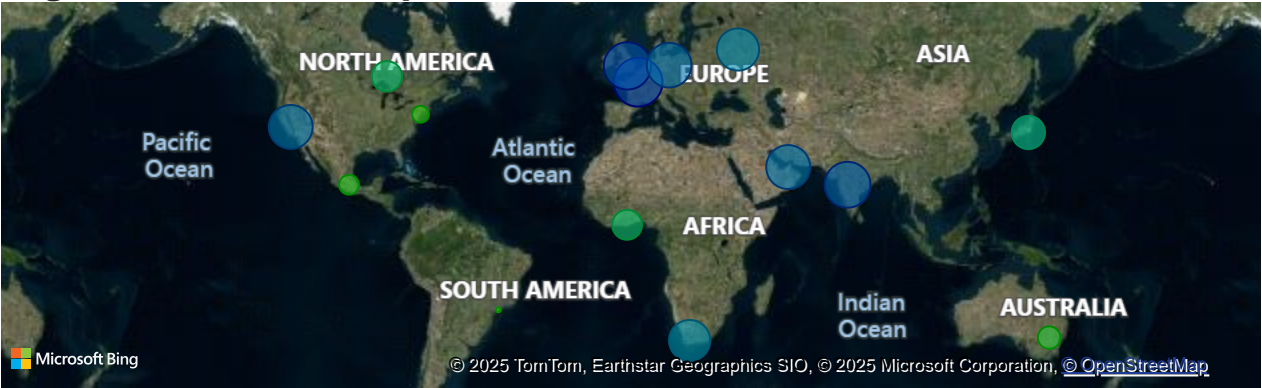 NORTH AMERICA
ASIA
EUROPE
Pacific
Ocean
Atlantic
Ocean
AFRICA
SOUTH AMERICA
Indian
Ocean
AUSTRALIA
Microsoft Bing
© 2025 TomTom, Earthstar Geographics SIO, © 2025 Microsoft Corporation, © OpenStreetMap